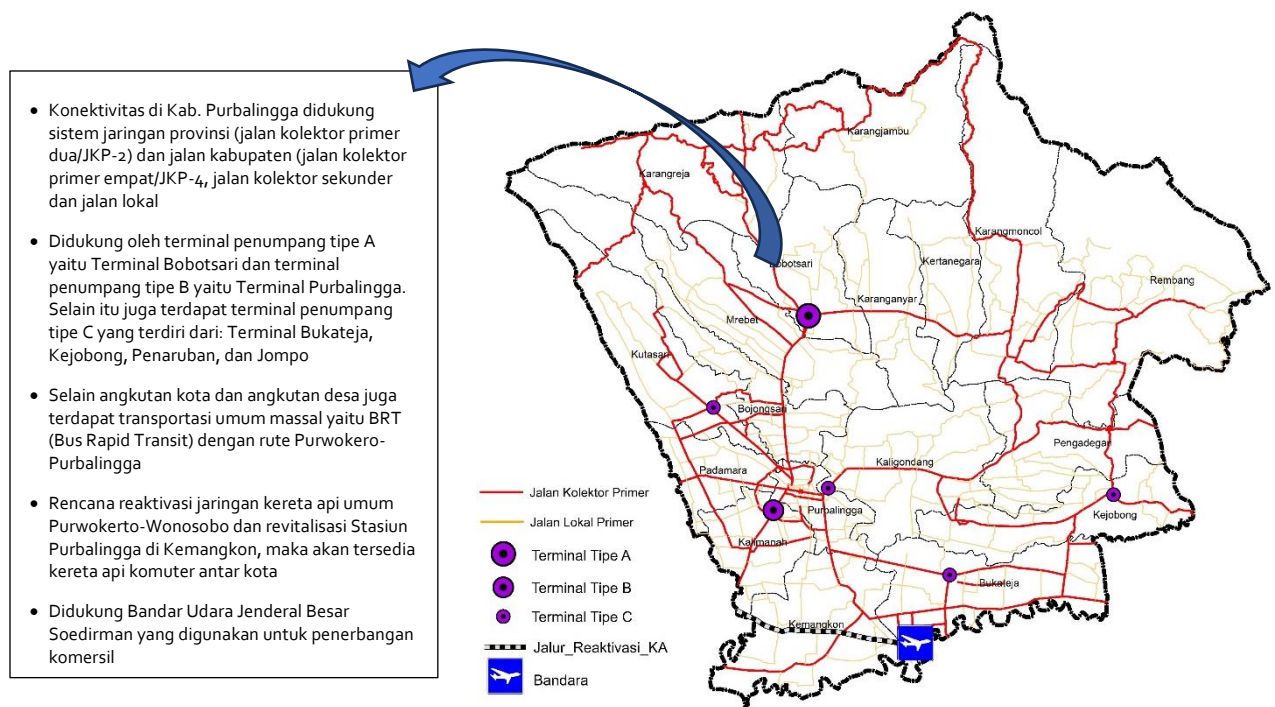 • Konektivitas di Kab. Purbalingga didukung
sistem jaringan provinsi (jalan kolektor primer
dua/JKP-2) dan jalan kabupaten (jalan kolektor
primer empat/JKP-4, jalan kolektor sekunder
dan jalan lokal
• Didukung oleh terminal penumpang tipe A
yaitu Terminal Bobotsari dan terminal
penumpang tipe B yaitu Terminal Purbalingga.
Selain itu juga terdapat terminal penumpang
tipe C yang terdiri dari: Terminal Bukateja,
Kejobong, Penaruban, dan Jompo
• Selain angkutan kota dan angkutan desa juga
terdapat transportasi umum massal yaitu BRT
(Bus Rapid Transit) dengan rute Purwokero-
Purbalingga
• Rencana reaktivasi jaringan kereta api umum
Purwokerto-Wonosobo dan revitalisasi Stasiun
Purbalingga di Kemangkon, maka akan tersedia
kereta api komuter antar kota
• Didukung Bandar Udara Jenderal Besar
Soedirman yang digunakan untuk penerbangan
komersil
Karangjambu
Karangreja
Karangmoncol
Bobotsari
Kertanegara
Rembang
Karanganyar
Mrebet
Kutasari
Bojongsari
Pengadegan
Kaligondang
Padamara
Kejobong
Purbalingga
Kalimanah
Bukateja
Kemangkon
Jalan Kolektor Primer
Jalan Lokal Primer
Terminal Tipe A
Terminal Tipe B
Terminal Tipe C
Jalur_Reaktivasi_KA
Bandara